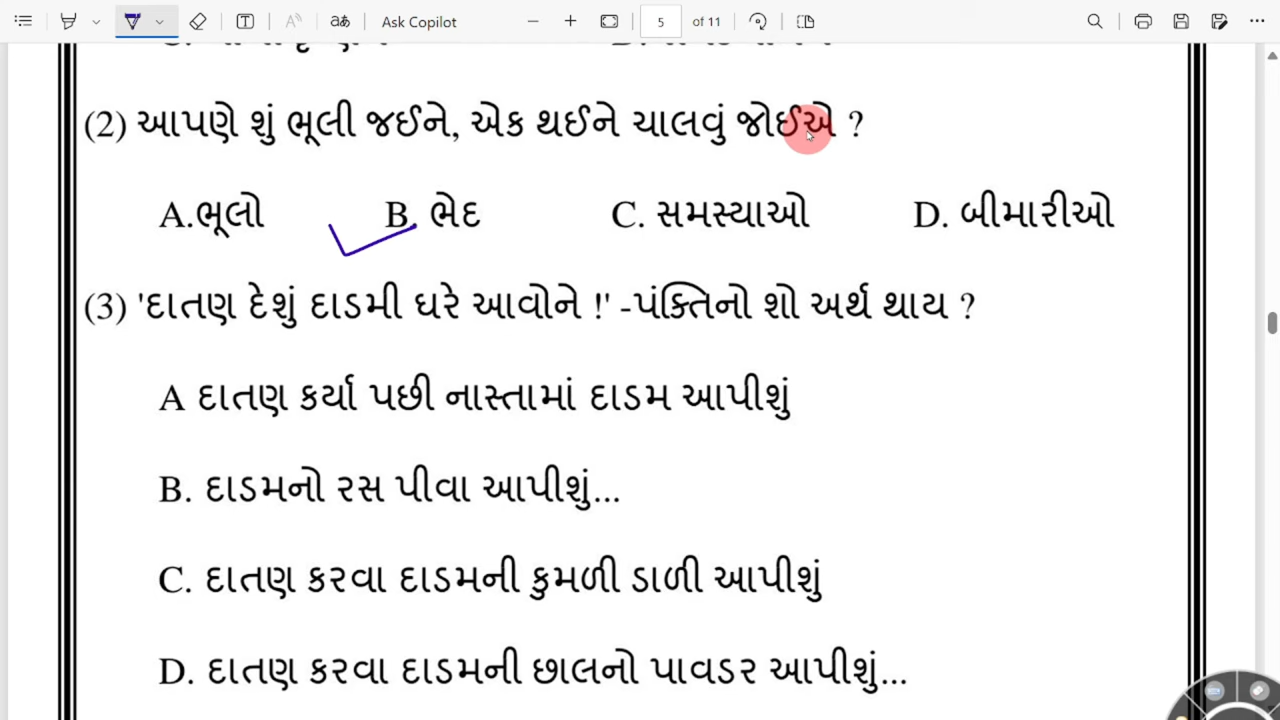 Ask Copilot
5 of 11
(2) આપણે શું ભૂલી જઈને, એક થઈને ચાલવું જોઈએ ?
A.ભૂલો B. ભેદ C. સમસ્યાઓ D. બીમારીઓ
(3) 'દાતણ દેશું દાડમી ઘરે આવોને !' -પંક્તિનો શો અર્થ થાય ?
A દાતણ કર્યા પછી નાસ્તામાં દાડમ આપીશું
B. દાડમનો રસ પીવા આપીશું...
C. દાતણ કરવા દાડમની કુમળી ડાળી આપીશું
D. દાતણ કરવા દાડમની છાલનો પાવડર આપીશું...